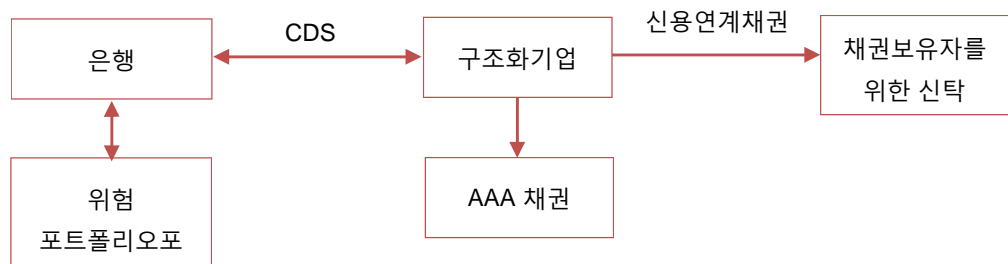 CDS
신용연계채권
은행
구조화기업
채권보유자를
위한 신탁
위험
포트폴리오포
AAA 채권